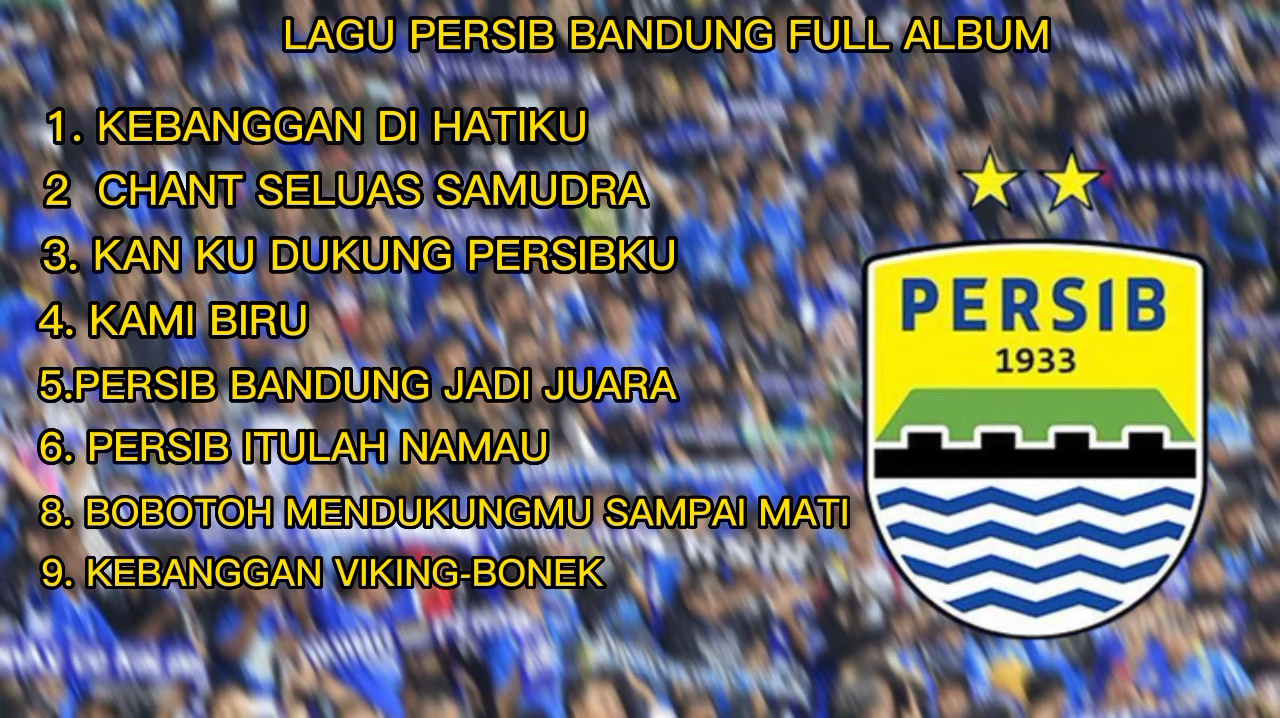 LAGU PERSIB BANDUNG FULL ALBUM
1. KEBANGGAN DI HATIKU
2 CHANT SELUAS SAMUDRA
3. KAN KU DUKUNG PERSIBKU
4. KAMI BIRU
5.PERSIB BANDUNG JADI JUARA
6. PERSIB ITULAH NAMAU
8. BOBOTOH MENDUKUNGMU SAMPAI MATI
9. KEBANGGAN VIKING-BONEK
PERSIB
1933